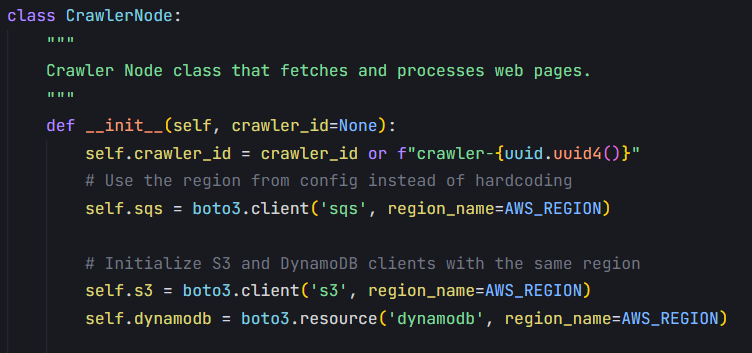 class CrawlerNode:
    """
    Crawler Node class that fetches and processes web pages.
    """
    def __init__(self, crawler_id=None):
        self.crawler_id = crawler_id or f"crawler-{uuid.uuid4()}"
        # Use the region from config instead of hardcoding
        self.sqs = boto3.client('sqs', region_name=AWS_REGION)

        # Initialize S3 and DynamoDB clients with the same region
        self.s3 = boto3.client('s3', region_name=AWS_REGION)
        self.dynamodb = boto3.resource('dynamodb', region_name=AWS_REGION)